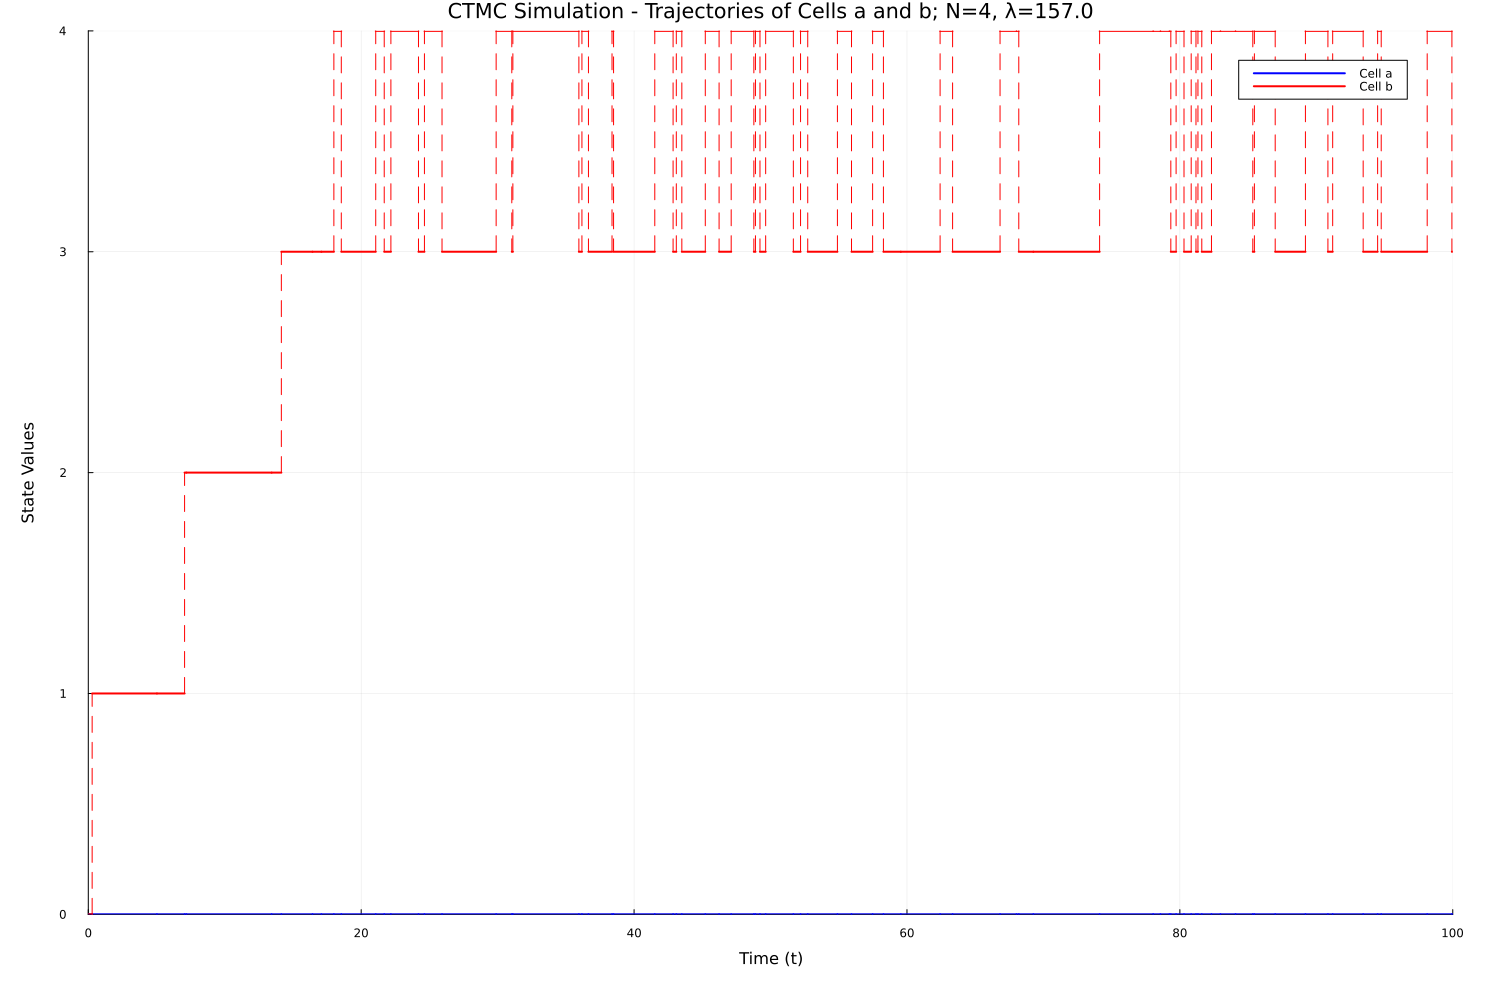 CTMC Simulation - Trajectories of Cells a and b; N=4, λ=157.0
4
Cell a
Cell b
3
State Values
2
1
0
0 20 40 60 80 100
Time (t)